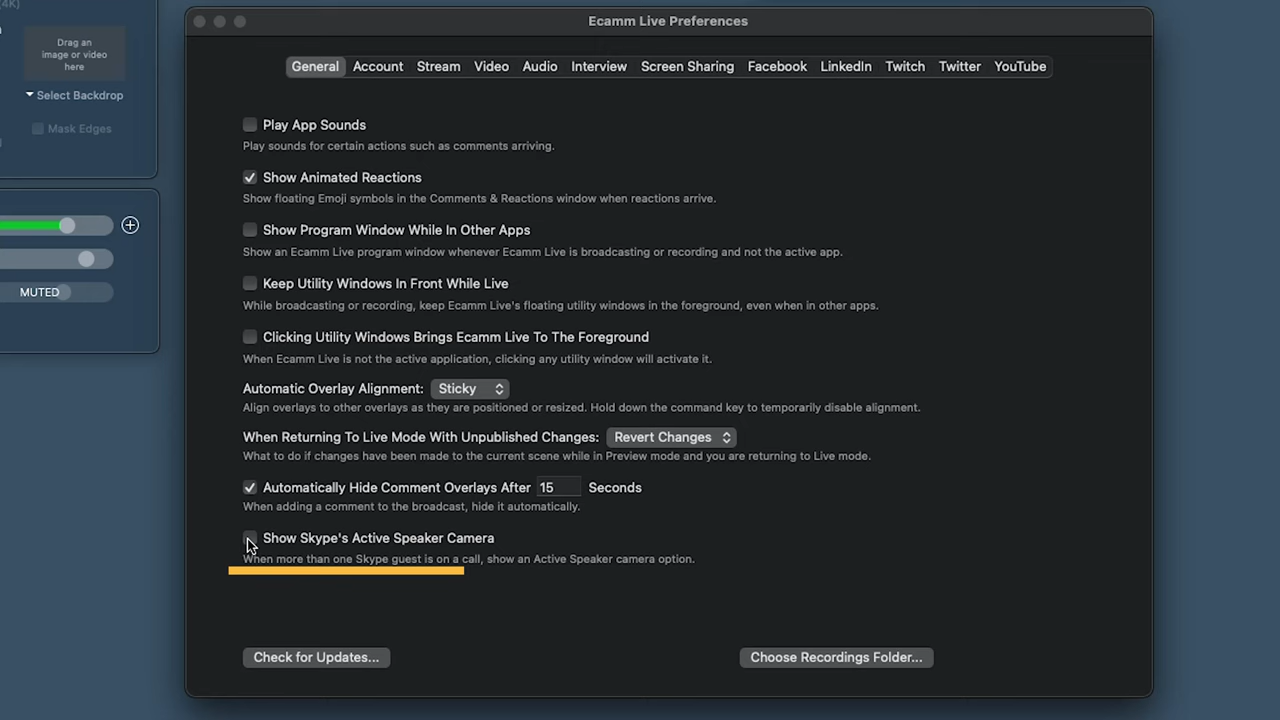 (4K)
Ecamm Live Preferences
Drag an
image or video
here
Select Backdrop
Mask Edges
MUTED
General Account Stream Video Audio Interview Screen Sharing Facebook LinkedIn Twitch Twitter YouTube
Play App Sounds
Play sounds for certain actions such as comments arriving.
Show Animated Reactions
Show floating Emoji symbols in the Comments & Reactions window when reactions arrive.
Show Program Window While In Other Apps
Show an Ecamm Live program window whenever Ecamm Live is broadcasting or recording and not the active app.
Keep Utility Windows In Front While Live
While broadcasting or recording, keep Ecamm Live's floating utility windows in the foreground, even when in other apps.
Clicking Utility Windows Brings Ecamm Live To The Foreground
When Ecamm Live is not the active application, clicking any utility window will activate it.
Automatic Overlay Alignment: Sticky
Align overlays to other overlays as they are positioned or resized. Hold down the command key to temporarily disable alignment.
When Returning To Live Mode With Unpublished Changes: Revert Changes
What to do if changes have been made to the current scene while in Preview mode and you are returning to Live mode.
Automatically Hide Comment Overlays After 15 Seconds
When adding a comment to the broadcast, hide it automatically.
Show Skype's Active Speaker Camera
When more than one Skype guest is on a call, show an Active Speaker camera option.
Check for Updates... Choose Recordings Folder...